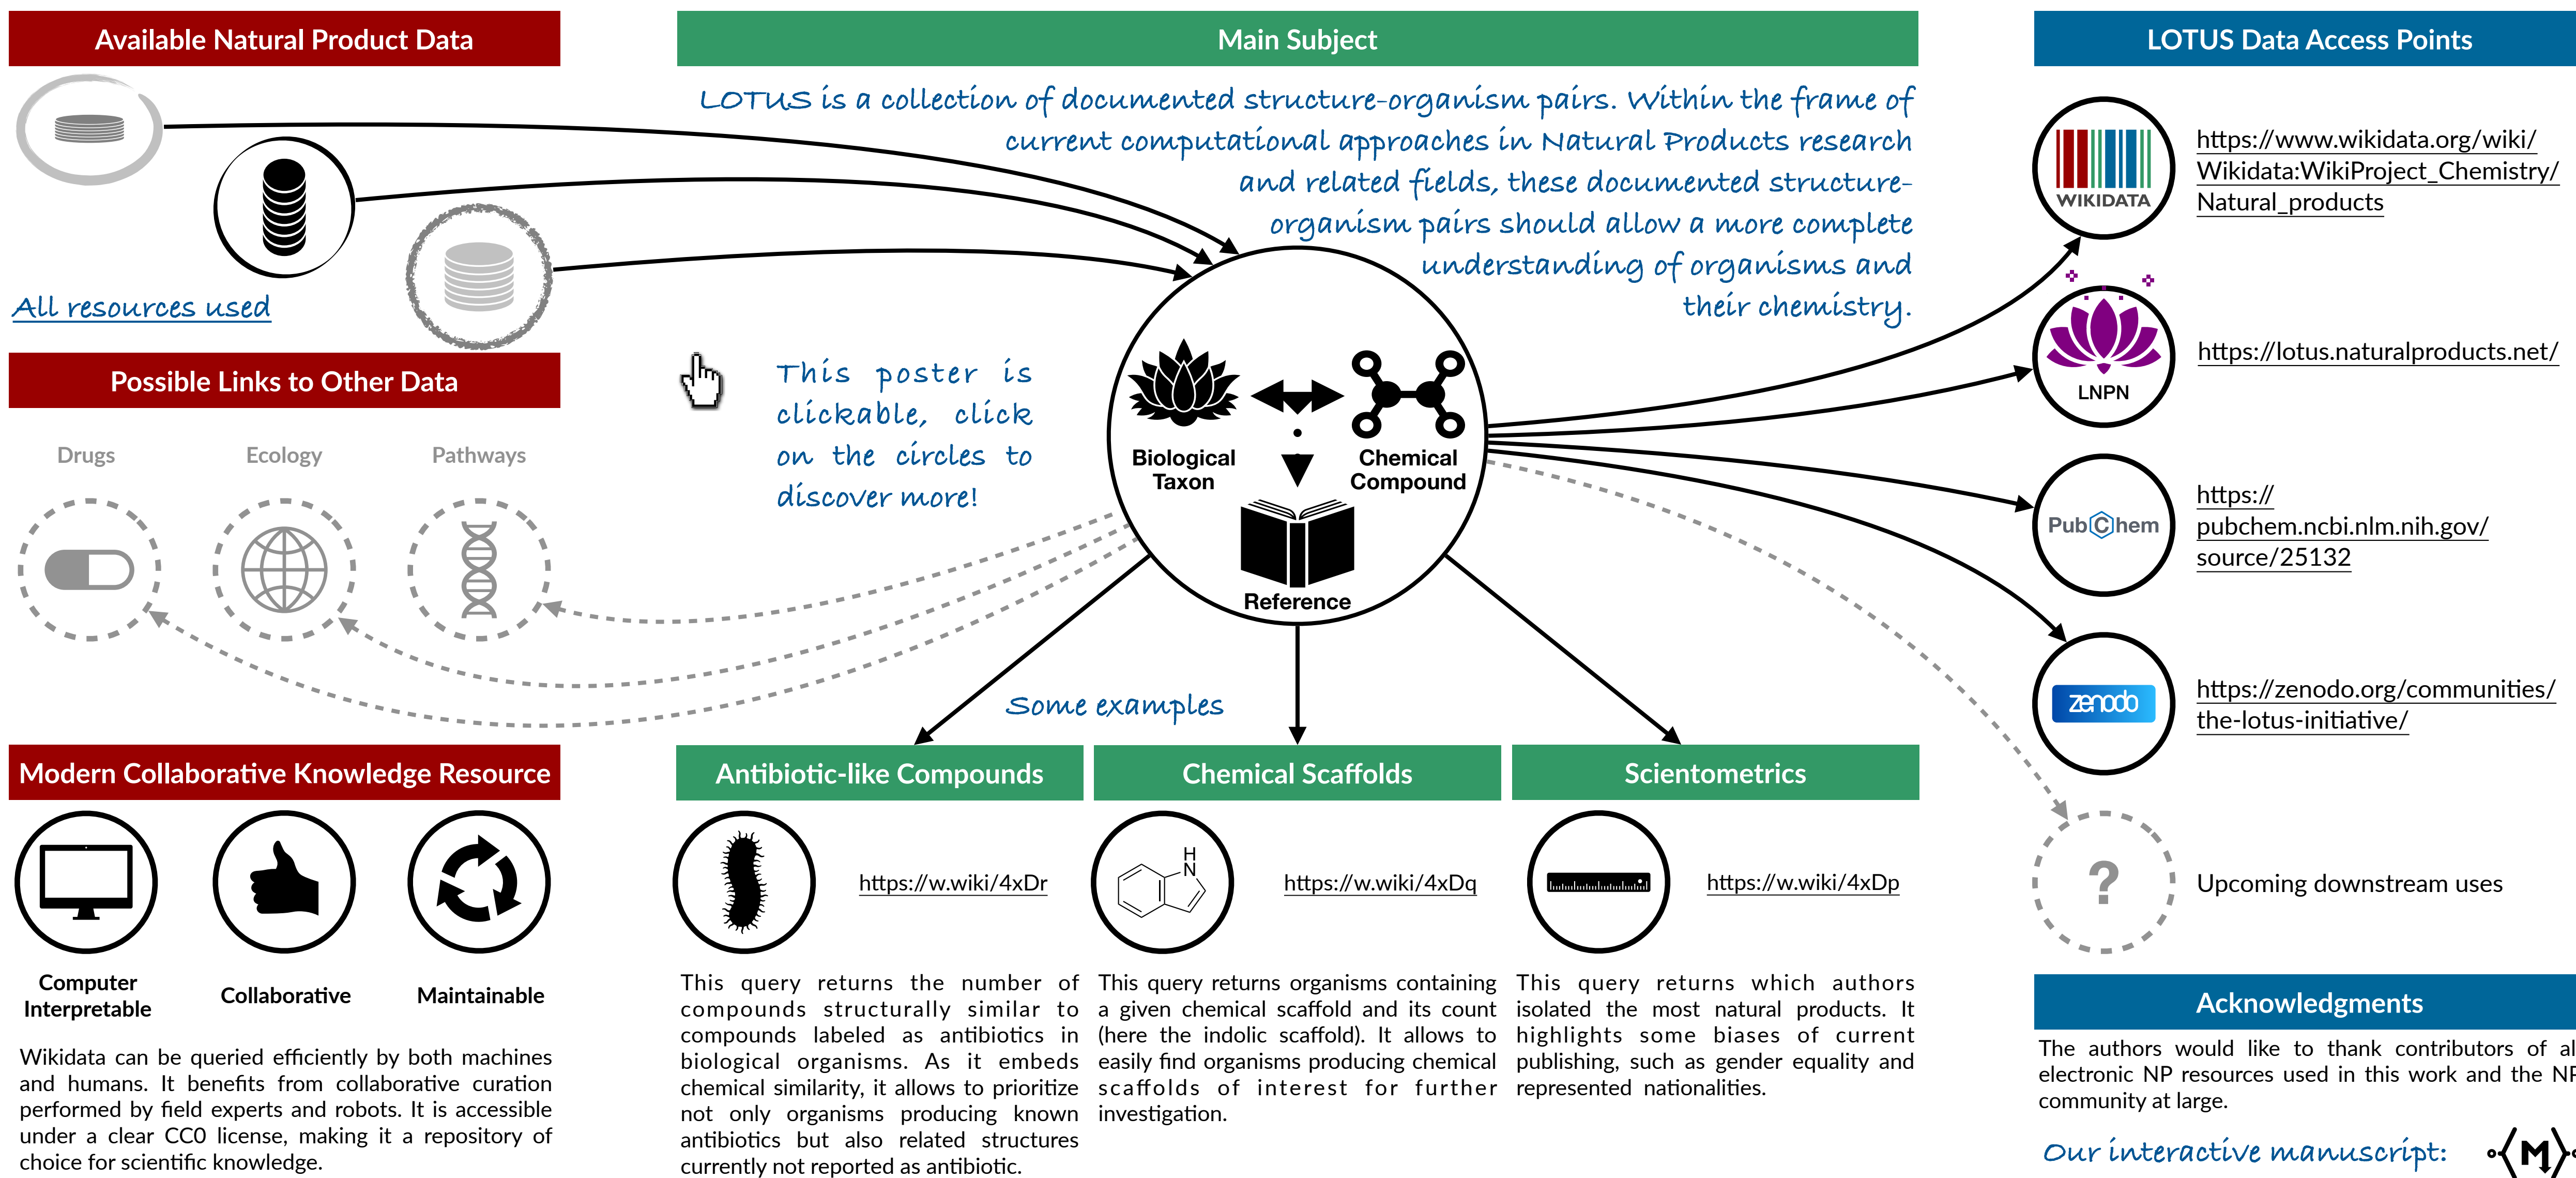 Available Natural Product Data
All resources used
Possible Links to Other Data
Drugs
Ecology
Pathways
Modern Collaborative Knowledge Resource
Computer
Interpretable
Collaborative
Maintainable
Wikidata can be queried efficiently by both machines
and humans. It benefits from collaborative curation
performed by field experts and robots. It is accessible
under a clear CC0 license, making it a repository of
choice for scientific knowledge.
Main Subject
LOTUS is a collection of documented structure-organism pairs. Within the frame of
current computational approaches in Natural Products research
and related fields, these documented structure-
organism pairs should allow a more complete
understanding of organisms and
their chemistry.
This poster is
clickable, click
on the circles to
discover more!
Biological
Taxon
Chemical
Compound
Reference
Some examples
Antibiotic-like Compounds
https://w.wiki/4xDr
This query returns the number of
compounds structurally similar to
compounds labeled as antibiotics in
biological organisms. As it embeds
chemical similarity, it allows to prioritize
not only organisms producing known
antibiotics but also related structures
currently not reported as antibiotic.
Chemical Scaffolds
H
N
https://w.wiki/4xDq
This query returns organisms containing
a given chemical scaffold and its count
(here the indolic scaffold). It allows to
easily find organisms producing chemical
scaffolds of interest for further
investigation.
Scientometrics
https://w.wiki/4xDp
This query returns which authors
isolated the most natural products. It
highlights some biases of current
publishing, such as gender equality and
represented nationalities.
LOTUS Data Access Points
WIKIDATA
https://www.wikidata.org/wiki/
Wikidata:WikiProject_Chemistry/
Natural_products
LNPN
https://lotus.naturalproducts.net/
PubChem
https://
pubchem.ncbi.nlm.nih.gov/
source/25132
zenodo
https://zenodo.org/communities/
the-lotus-initiative/
?
Upcoming downstream uses
Acknowledgments
The authors would like to thank contributors of al
electronic NP resources used in this work and the NP
community at large.
Our interactive manuscript:
M